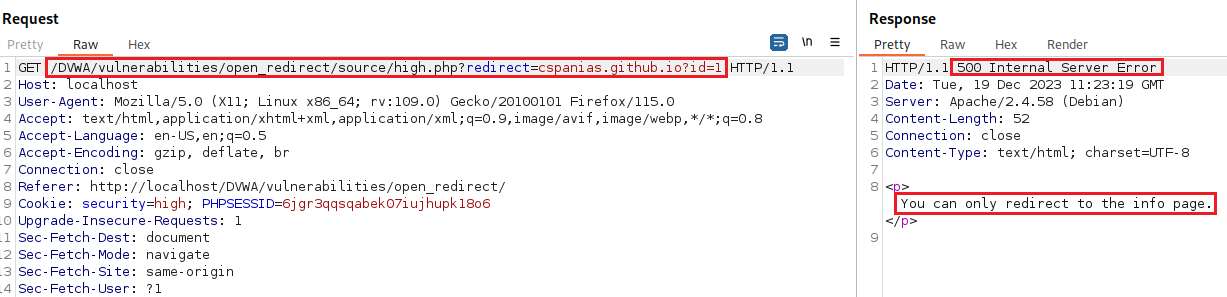 Request
Pretty Raw Hex
\n
1 GET /DVWA/vulnerabilities/open_redirect/source/high.php?redirect=cspanias.github.io?id=1 HTTP/1.1
2 Host: localhost
3 User-Agent: Mozilla/5.0 (X11; Linux x86_64; rv:109.0) Gecko/20100101 Firefox/115.0
4 Accept: text/html,application/xhtml+xml,application/xml;q=0.9,image/avif,image/webp,*/*;q=0.8
5 Accept-Language: en-US,en;q=0.5
6 Accept-Encoding: gzip, deflate, br
7 Connection: close
8 Referer: http://localhost/DVWA/vulnerabilities/open_redirect/
9 Cookie: security=high; PHPSESSID=6jgr3qqsqabek07iujhupk18o6
10 Upgrade-Insecure-Requests: 1
11 Sec-Fetch-Dest: document
12 Sec-Fetch-Mode: navigate
13 Sec-Fetch-Site: same-origin
14 Sec-Fetch-User: ?1
Response
Pretty Raw Hex Render
1 HTTP/1.1 500 Internal Server Error
2 Date: Tue, 19 Dec 2023 11:23:19 GMT
3 Server: Apache/2.4.58 (Debian)
4 Content-Length: 52
5 Connection: close
6 Content-Type: text/html; charset=UTF-8
7
8 <p>
You can only redirect to the info page.
</p>
9